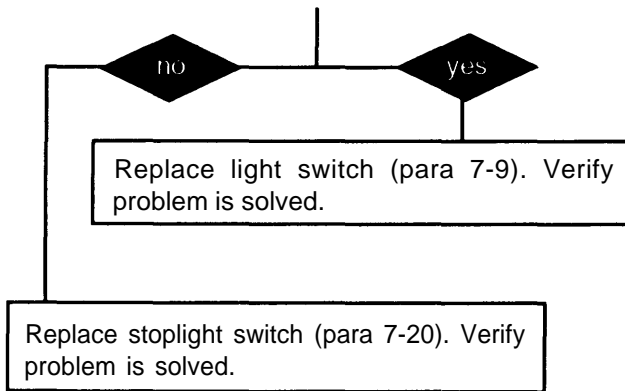 no
yes
Replace light switch (para 7-9). Verify
problem is solved.
Replace stoplight switch (para 7-20). Verify
problem is solved.